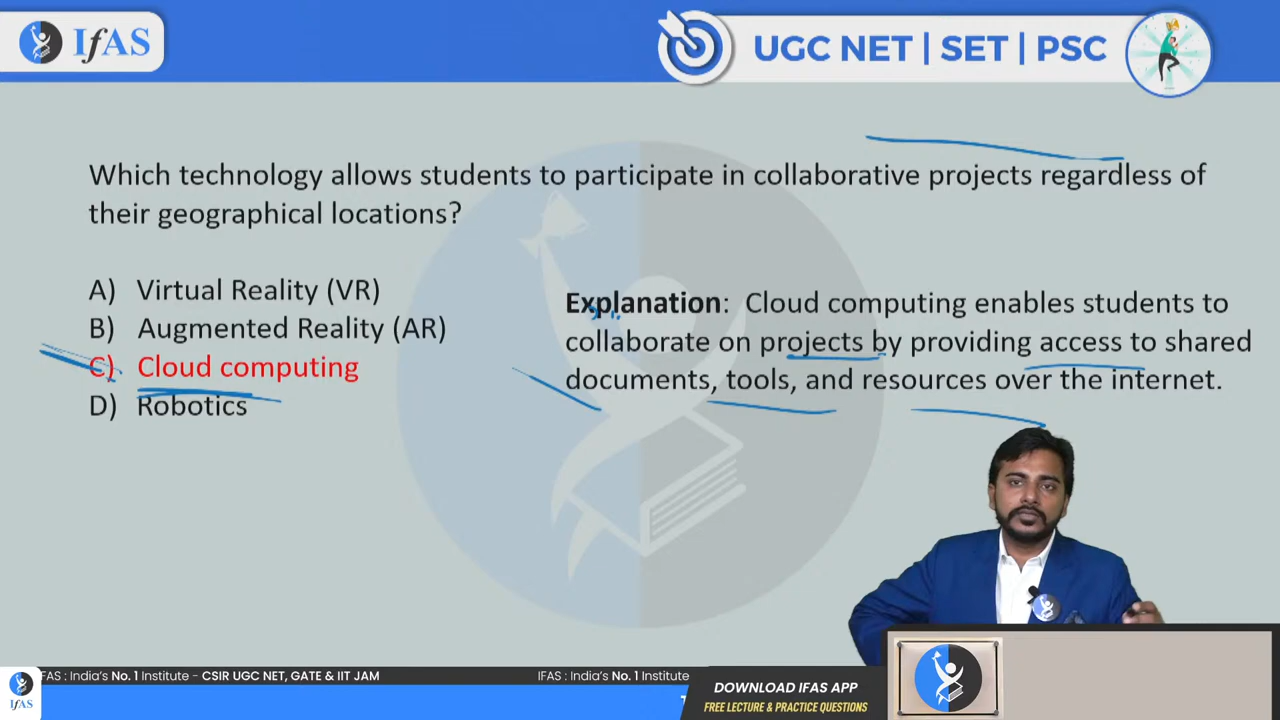 IfAS
UGC NET | SET | PSC
Which technology allows students to participate in collaborative projects regardless of
their geographical locations?
A) Virtual Reality (VR)
B) Augmented Reality (AR)
C) Cloud computing
D) Robotics
Explanation: Cloud computing enables students to
collaborate on projects by providing access to shared
documents, tools, and resources over the internet.
IFAS
FAS : India's No. 1 Institute - CSIR UGC NET, GATE & IIT JAM
IFAS : India's No. 1 Institute
DOWNLOAD IFAS APP
FREE LECTURE & PRACTICE QUESTIONS